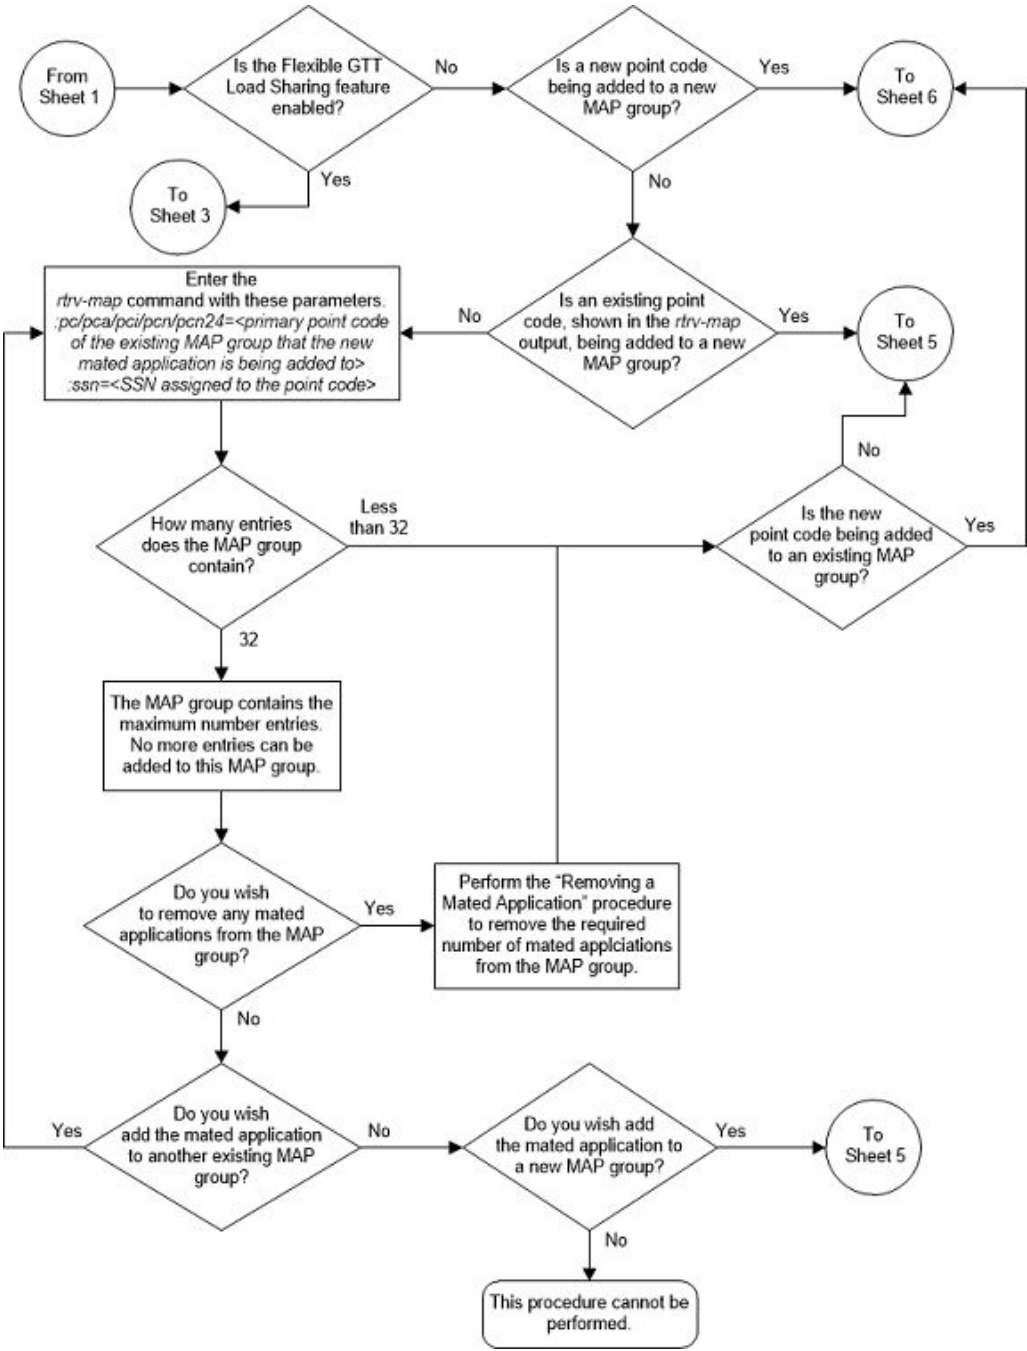 From
Sheet 1
Is the Flexible GTT
Load Sharing feature
enabled?
No
Is a new point code
being added to a new
MAP group?
Yes
To
Sheet 6
Yes
To
Sheet 3
No
Enter the
rtrv-map command with these parameters.
:pc/pca/pci/pcn/pcn24=<primary point code
of the existing MAP group that the new
mated application is being added to>
:ssn=<SSN assigned to the point code>
No
Is an existing point
code, shown in the rtrv-map
output, being added to a new
MAP group?
Yes
To
Sheet 5
No
How many entries
does the MAP group
contain?
Less
than 32
Is the new
point code being added
to an existing MAP
group?
Yes
32
The MAP group contains the
maximum number entries.
No more entries can be
added to this MAP group.
Do you wish
to remove any mated
applications from the MAP
group?
Yes
Perform the “Removing a
Mated Application” procedure
to remove the required
number of mated applciations
from the MAP group.
No
Yes
Do you wish
add the mated application
to another existing MAP
group?
No
Do you wish add
the mated application to
a new MAP group?
Yes
To
Sheet 5
No
This procedure cannot be
performed.